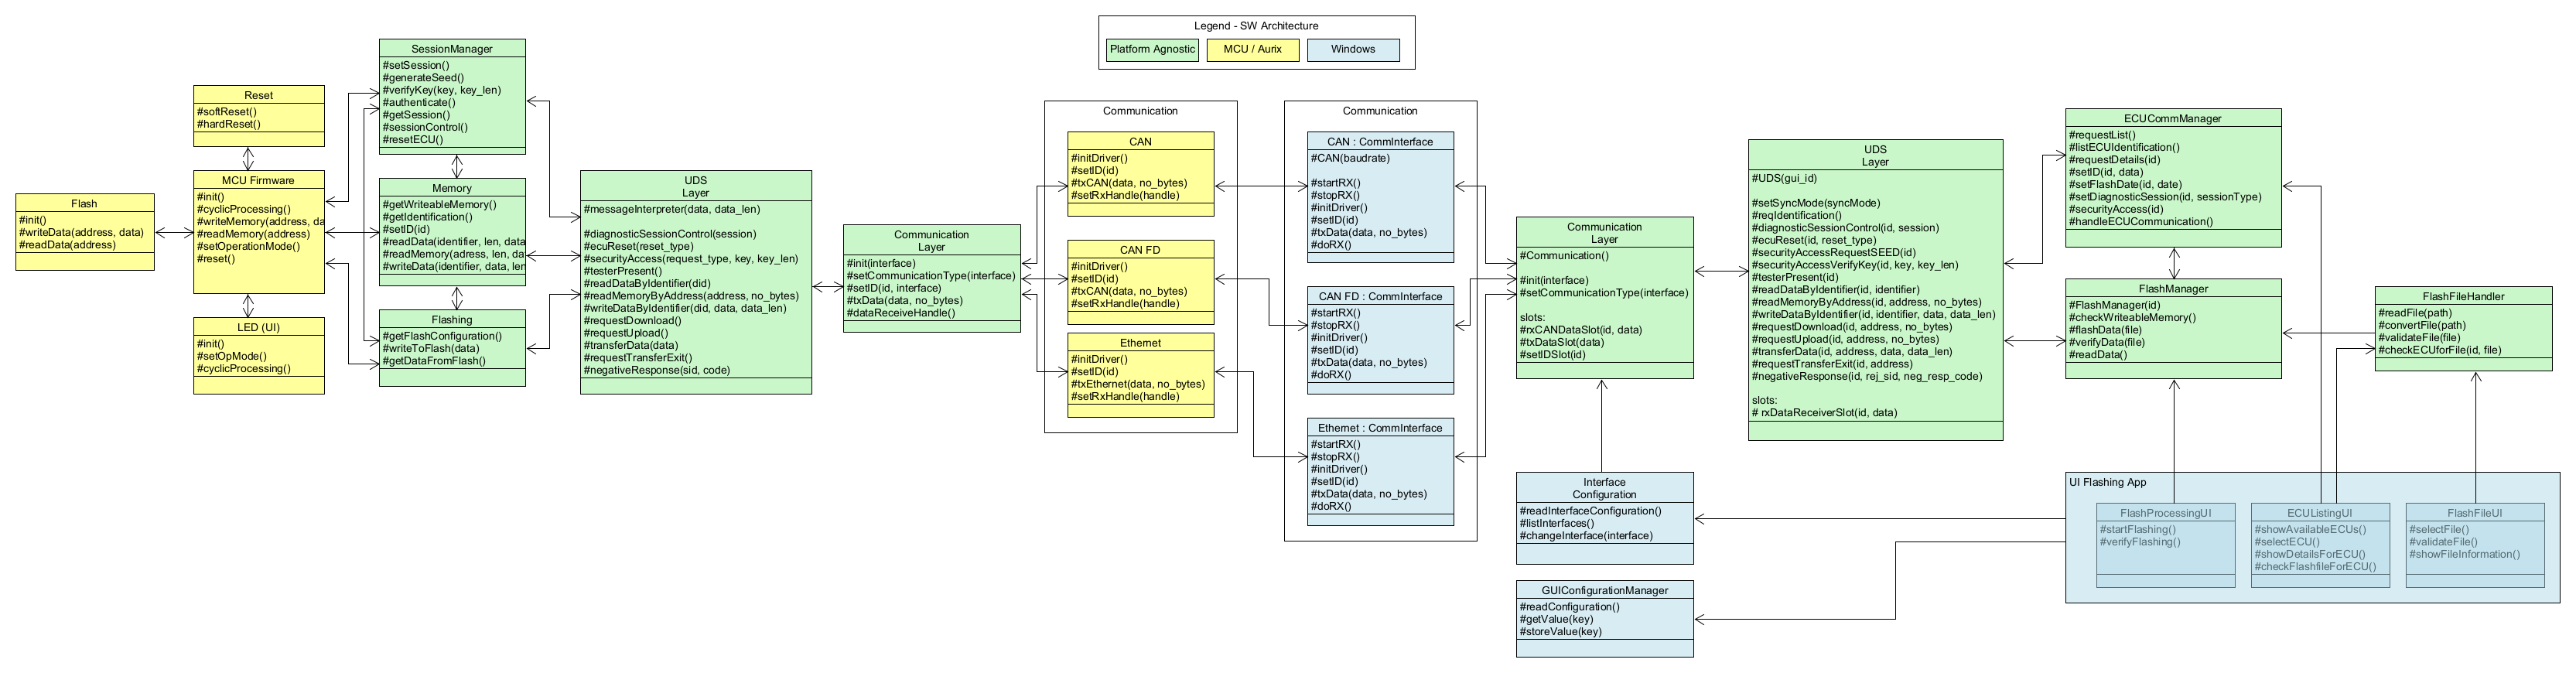 Legend - SW Architecture
Platform Agnostic
MCU / Aurix
Windows
Flash
#init()
#writeData(address, data)
#readData(address)
Reset
#softReset()
#hardReset()
MCU Firmware
#init()
#cyclicProcessing()
#writeMemory(address, da
#readMemory(address)
#setOperationMode()
#reset()
LED (UI)
#init()
#setOpMode()
#cyclicProcessing()
SessionManager
#setSession()
#generateSeed()
#verifyKey(key, key_len)
#authenticate()
#getSession()
#sessionControl()
#resetECU()
Memory
#getWriteableMemory()
#getIdentification()
#setID(id)
#readData(identifier, len, data
#readMemory(adress, len, da
#writeData(identifier, data, len
Flashing
#getFlashConfiguration()
#writeToFlash(data)
#getDataFromFlash()
UDS
Layer
#messageInterpreter(data, data_len)
#diagnosticSessionControl(session)
#ecuReset(reset_type)
#securityAccess(request_type, key, key_len)
#testerPresent()
#readDataByIdentifier(did)
#readMemoryByAddress(address, no_bytes)
#writeDataByIdentifier(did, data, data_len)
#requestDownload()
#requestUpload()
#transferData(data)
#requestTransferExit()
#negativeResponse(sid, code)
Communication
Layer
#init(interface)
#setCommunicationType(interface)
#setID(id, interface)
#txData(data, no_bytes)
#dataReceiveHandle()
Communication
CAN
#initDriver()
#setID(id)
#txCAN(data, no_bytes)
#setRxHandle(handle)
CAN FD
#initDriver()
#setID(id)
#txCAN(data, no_bytes)
#setRxHandle(handle)
Ethernet
#initDriver()
#setID(id)
#txEthernet(data, no_bytes)
#setRxHandle(handle)
Communication
CAN : CommInterface
#CAN(baudrate)
#startRX()
#stopRX()
#initDriver()
#setID(id)
#txData(data, no_bytes)
#doRX()
CAN FD : CommInterface
#startRX()
#stopRX()
#initDriver()
#setID(id)
#txData(data, no_bytes)
#doRX()
Ethernet : CommInterface
#startRX()
#stopRX()
#initDriver()
#setID(id)
#txData(data, no_bytes)
#doRX()
Communication
Layer
#Communication()
#init(interface)
#setCommunicationType(interface)
slots:
#rxCANDataSlot(id, data)
#txDataSlot(data)
#setIDSlot(id)
Interface
Configuration
#readInterfaceConfiguration()
#listInterfaces()
#changeInterface(interface)
GUIConfigurationManager
#readConfiguration()
#getValue(key)
#storeValue(key)
UDS
Layer
#UDS(gui_id)
#setSyncMode(syncMode)
#reqIdentification()
#diagnosticSessionControl(id, session)
#ecuReset(id, reset_type)
#securityAccessRequestSEED(id)
#securityAccessVerifyKey(id, key, key_len)
#testerPresent(id)
#readDataByIdentifier(id, identifier)
#readMemoryByAddress(id, address, no_bytes)
#writeDataByIdentifier(id, identifier, data, data_len)
#requestDownload(id, address, no_bytes)
#requestUpload(id, address, no_bytes)
#transferData(id, address, data, data_len)
#requestTransferExit(id, address)
#negativeResponse(id, rej_sid, neg_resp_code)
slots:
# rxDataReceiverSlot(id, data)
ECUCommManager
#requestList()
#listECUIdentification()
#requestDetails(id)
#setID(id, data)
#setFlashDate(id, date)
#setDiagnosticSession(id, sessionType)
#securityAccess(id)
#handleECUCommunication()
FlashManager
#FlashManager(id)
#checkWriteableMemory()
#flashData(file)
#verifyData(file)
#readData()
FlashFileHandler
#readFile(path)
#convertFile(path)
#validateFile(file)
#checkECUforFile(id, file)
UI Flashing App
FlashProcessingUI
#startFlashing()
#verifyFlashing()
ECUListingUI
#showAvailableECUs()
#selectECU()
#showDetailsForECU()
#checkFlashfileForECU()
FlashFileUI
#selectFile()
#validateFile()
#showFileInformation()